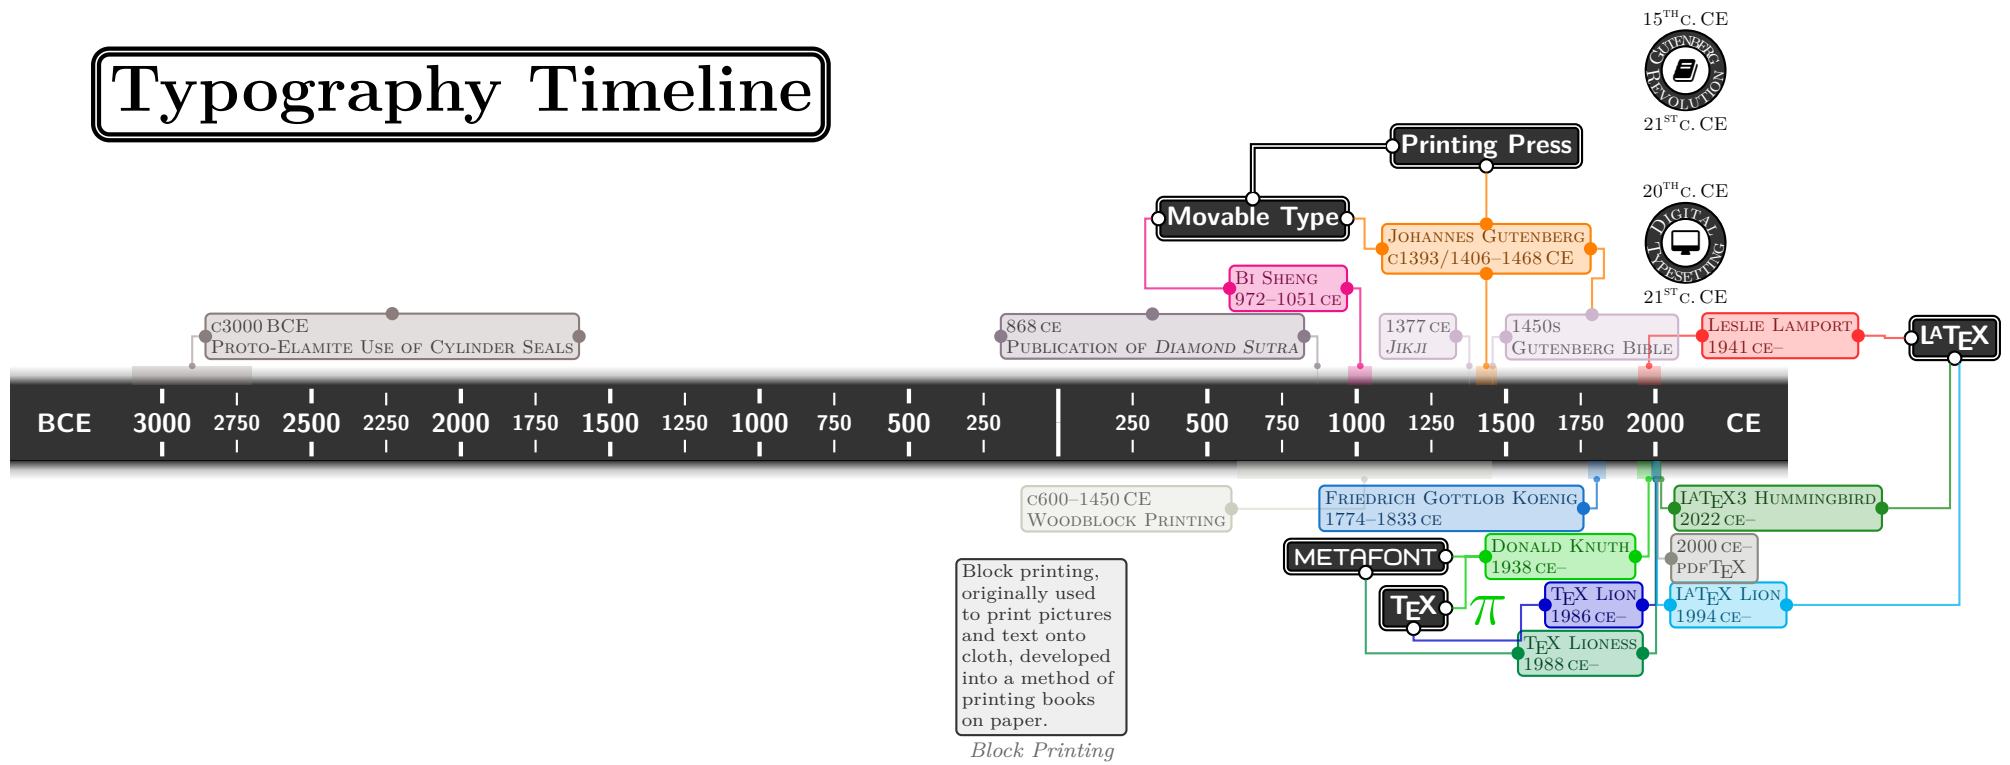 Typography Timeline
15TH C. CE
GUTENBERG REVOLUTION
21ST C. CE
Printing Press
20TH C. CE
DIGITAL TYPESETTING
21ST C. CE
Movable Type
JOHANNES GUTENBERG
C1393/1406–1468 CE
BI SHENG
972–1051 CE
C3000 BCE
PROTO-ELAMITE USE OF CYLINDER SEALS
868 CE
PUBLICATION OF DIAMOND SUTRA
1377 CE
JIKJI
1450S
GUTENBERG BIBLE
LESLIE LAMPORT
1941 CE–
LATEX
BCE 3000 2750 2500 2250 2000 1750 1500 1250 1000 750 500 250 250 500 750 1000 1250 1500 1750 2000 CE
C600–1450 CE
WOODBLOCK PRINTING
FRIEDRICH GOTTLOB KOENIG
1774–1833 CE
LATEX3 HUMMINGBIRD
2022 CE–
METAFONT
DONALD KNUTH
1938 CE–
2000 CE–
PDFTEX
TEX
π
TEX LION
1986 CE–
LATEX LION
1994 CE–
TEX LIONESS
1988 CE–
Block printing,
originally used
to print pictures
and text onto
cloth, developed
into a method of
printing books
on paper.
Block Printing